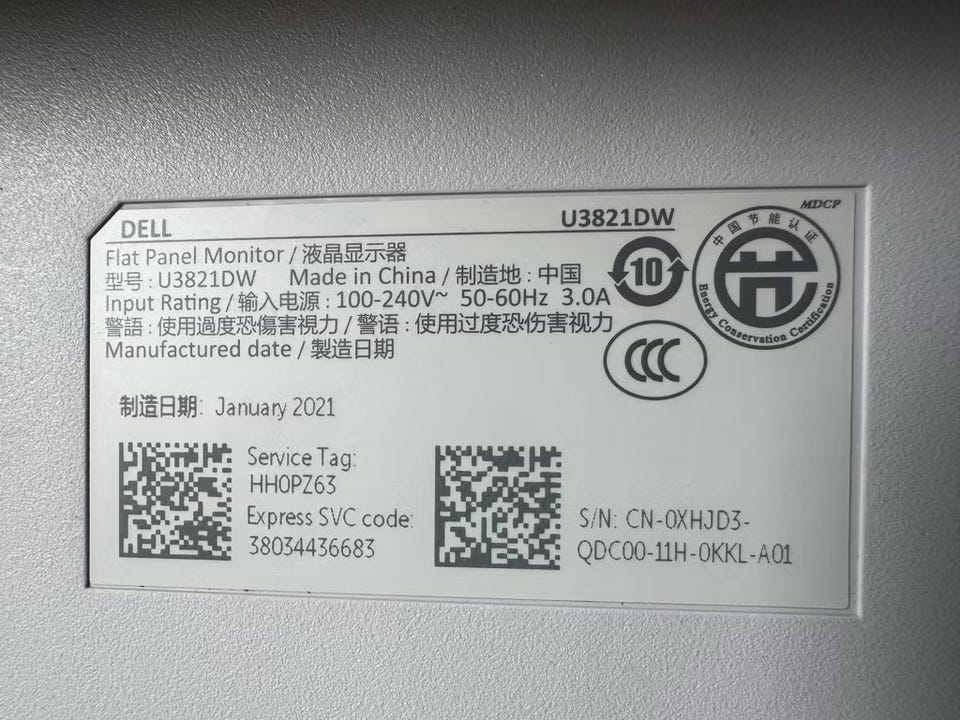 DELL U3821DW
MDCP
Flat Panel Monitor / 液晶显示器
型号 : U3821DW Made in China / 制造地 : 中国
Input Rating / 输入电源 : 100-240V~ 50-60Hz 3.0A
警語 : 使用過度恐傷害視力 / 警语 : 使用过度恐伤害视力
Manufactured date / 製造日期
10
中国节能认证
Energy Conservation Certification
CCC
制造日期: January 2021
Service Tag:
HH0PZ63
Express SVC code:
38034436683
S/N: CN-0XHJD3-
QDC00-11H-0KKL-A01